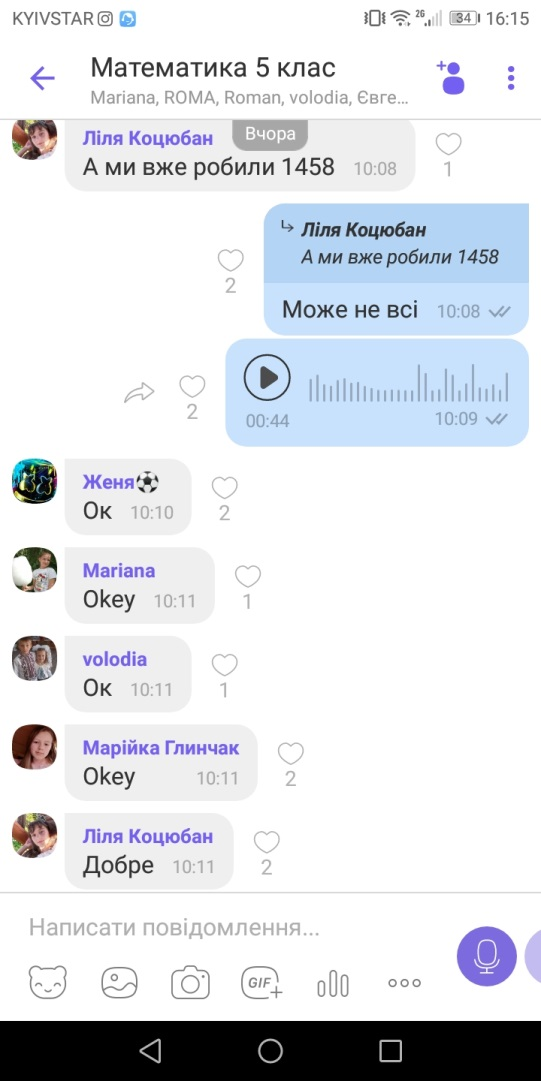 KYIVSTAR 2G 34 16:15
Математика 5 клас
Mariana, ROMA, Roman, volodia, Євге...
Вчора
Ліля Коцюбан
А ми вже робили 1458 10:08
1
Ліля Коцюбан
А ми вже робили 1458
Може не всі 10:08
2
00:44 10:09
2
Женя
Ок 10:10
2
Mariana
Okey 10:11
1
volodia
Ок 10:11
1
Марійка Глинчак
Okey 10:11
2
Ліля Коцюбан
Добре 10:11
2
Написати повідомлення...
GIF